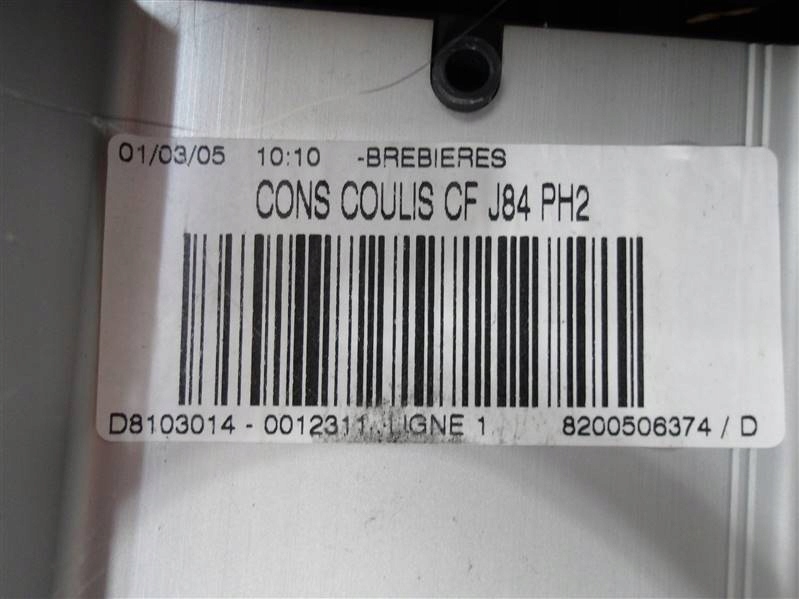 01/03/05 10:10 -BREBIERES
CONS COULIS CF J84 PH2
D8103014 - 0012311 LIGNE 1 8200506374 / D